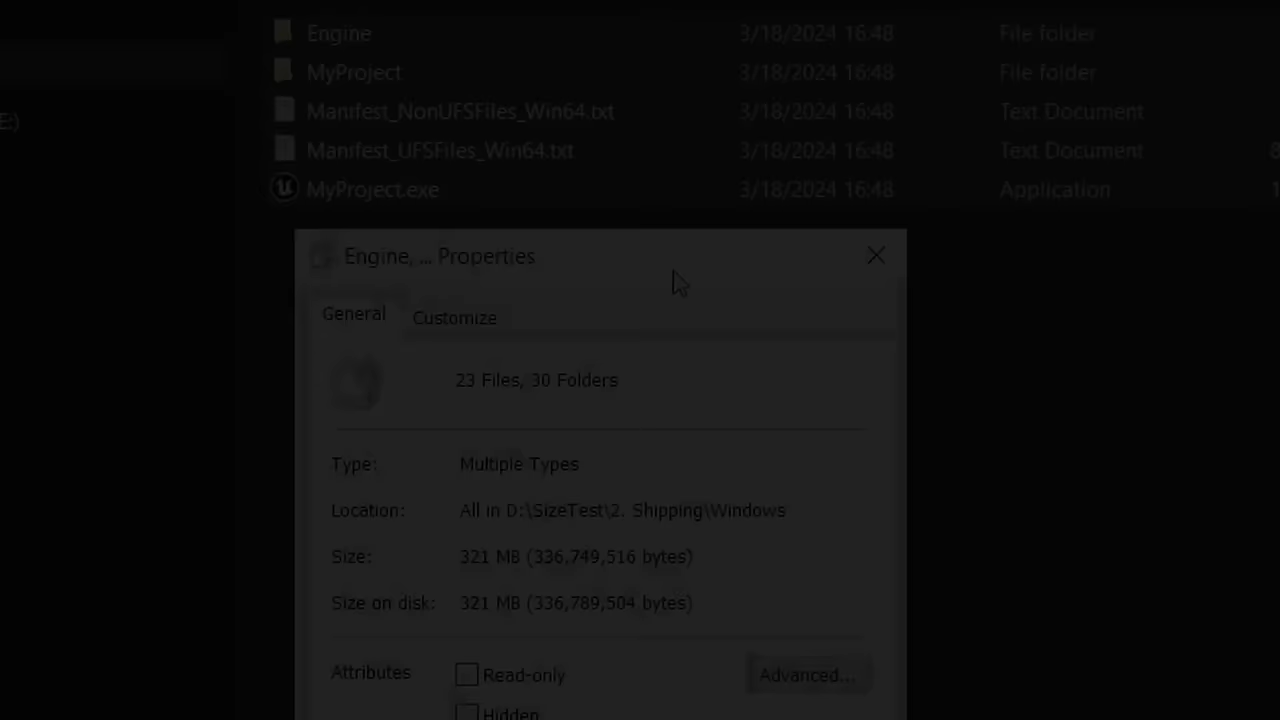 Engine 3/18/2024 16:48 File folder
MyProject 3/18/2024 16:48 File folder
E:)
Manifest_NonUFSFiles_Win64.txt 3/18/2024 16:48 Text Document
Manifest_UFSFiles_Win64.txt 3/18/2024 16:48 Text Document
MyProject.exe 3/18/2024 16:48 Application
Engine, ... Properties
General Customize
23 Files, 30 Folders
Type: Multiple Types
Location: All in D:\SizeTest\2. Shipping\Windows
Size: 321 MB (336,749,516 bytes)
Size on disk: 321 MB (336,789,504 bytes)
Attributes Read-only Advanced...
Hidden